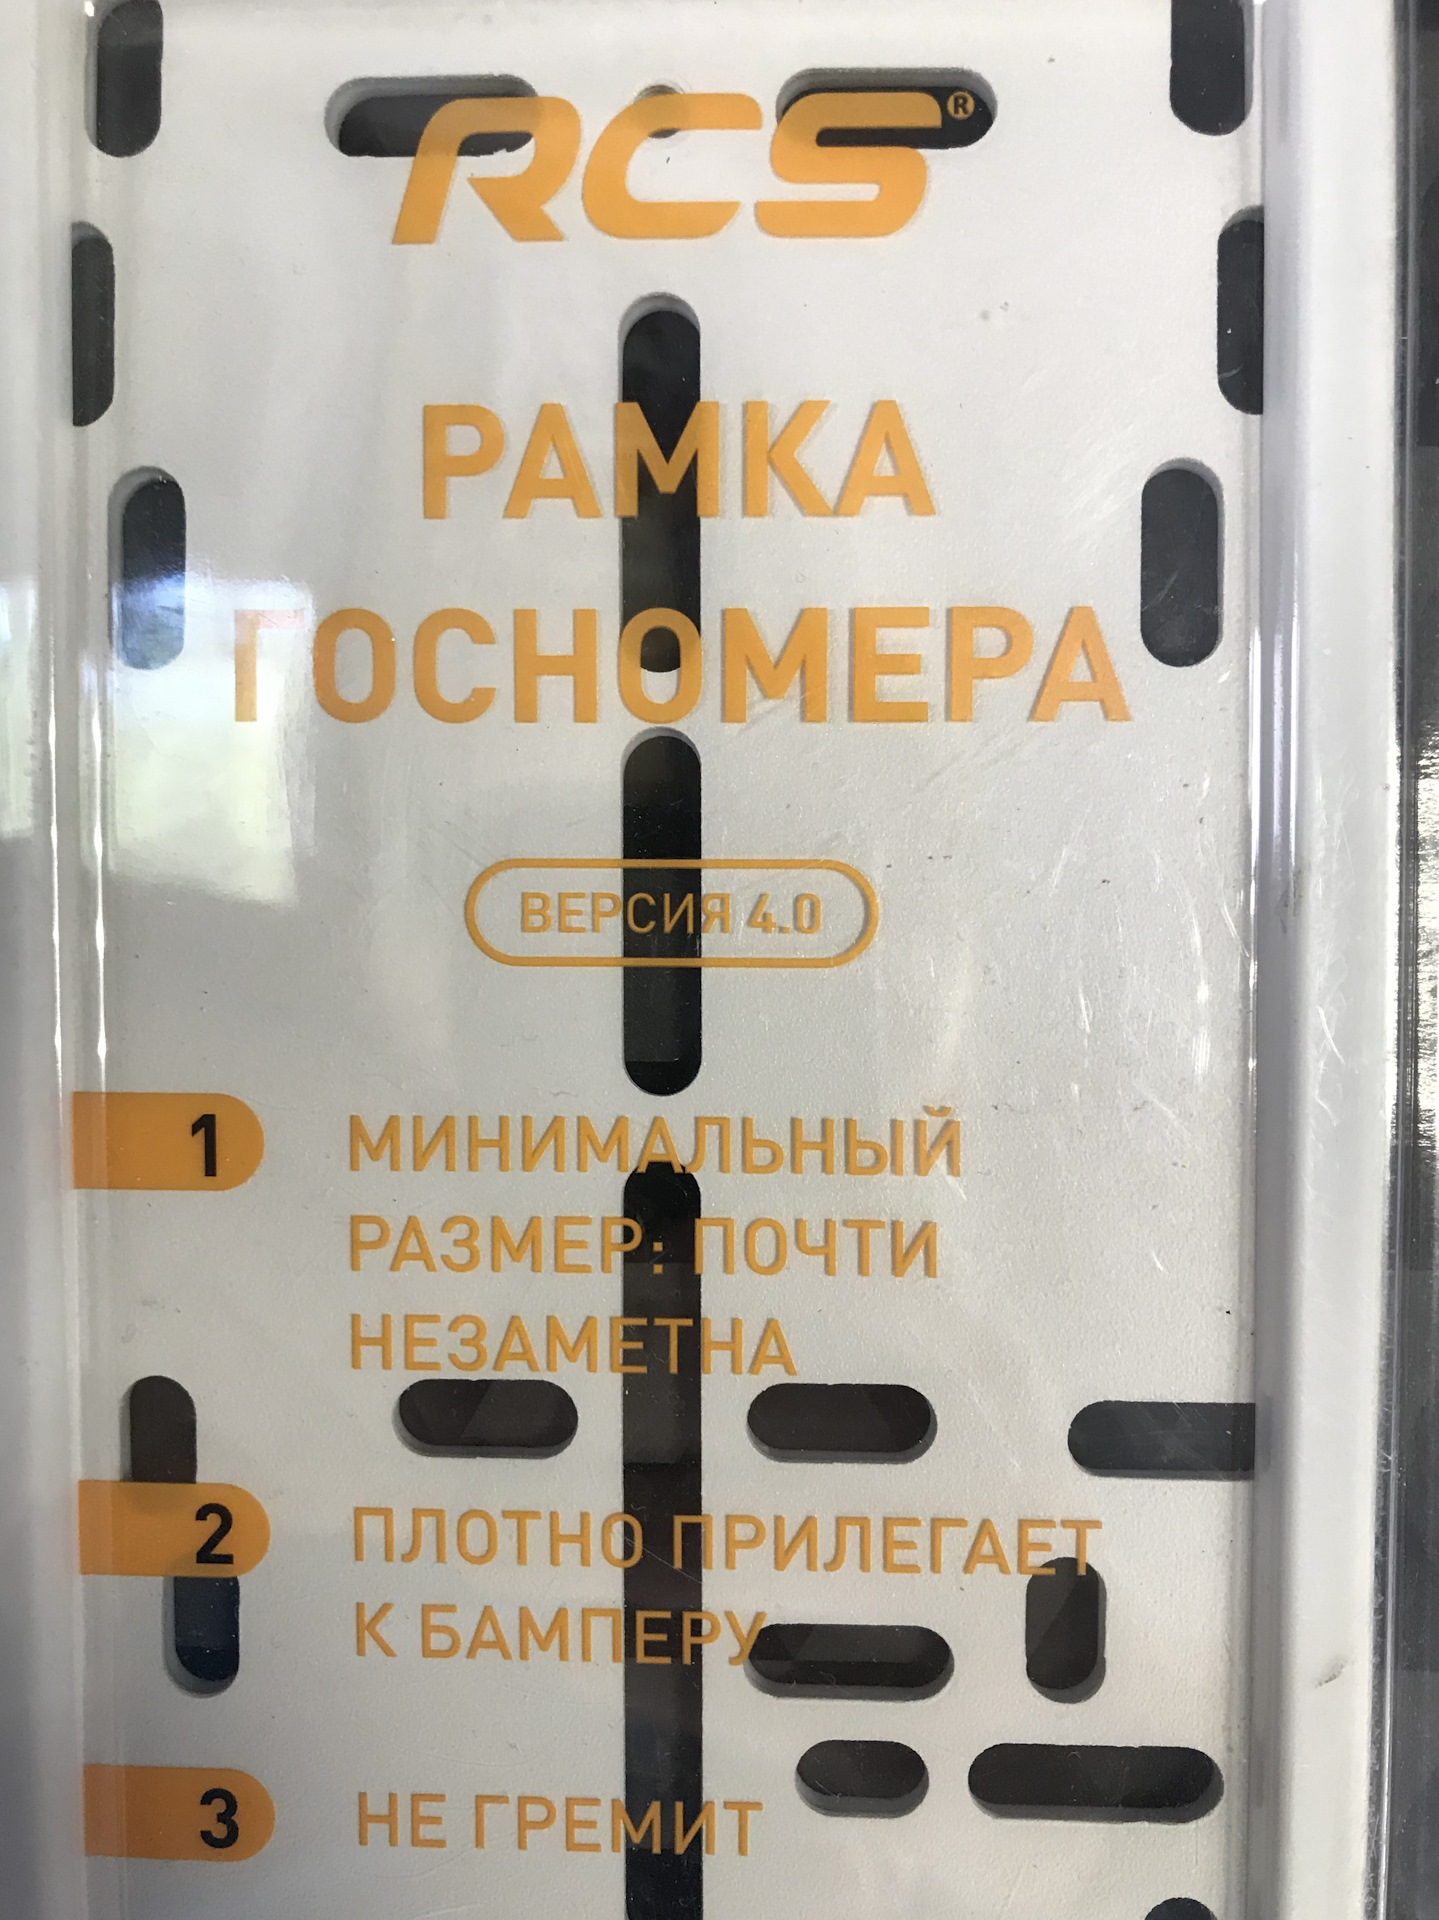 RCS®
РАМКА
ГОСНОМЕРА
ВЕРСИЯ 4.0
1 МИНИМАЛЬНЫЙ
РАЗМЕР: ПОЧТИ
НЕЗАМЕТНА
2 ПЛОТНО ПРИЛЕГАЕТ
К БАМПЕРУ
3 НЕ ГРЕМИТ